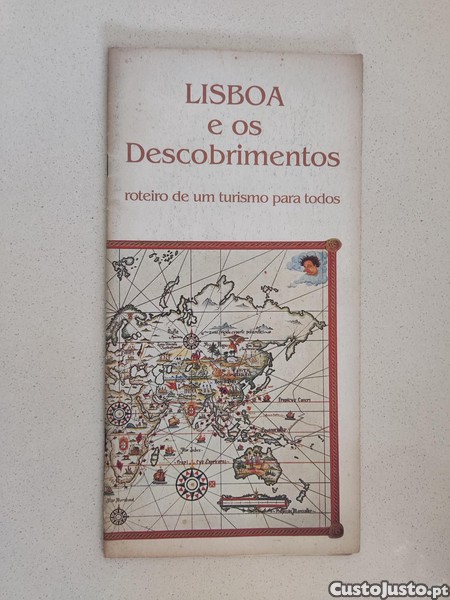 LISBOA
e os
Descobrimentos
roteiro de um turismo para todos
CustoJusto.pt